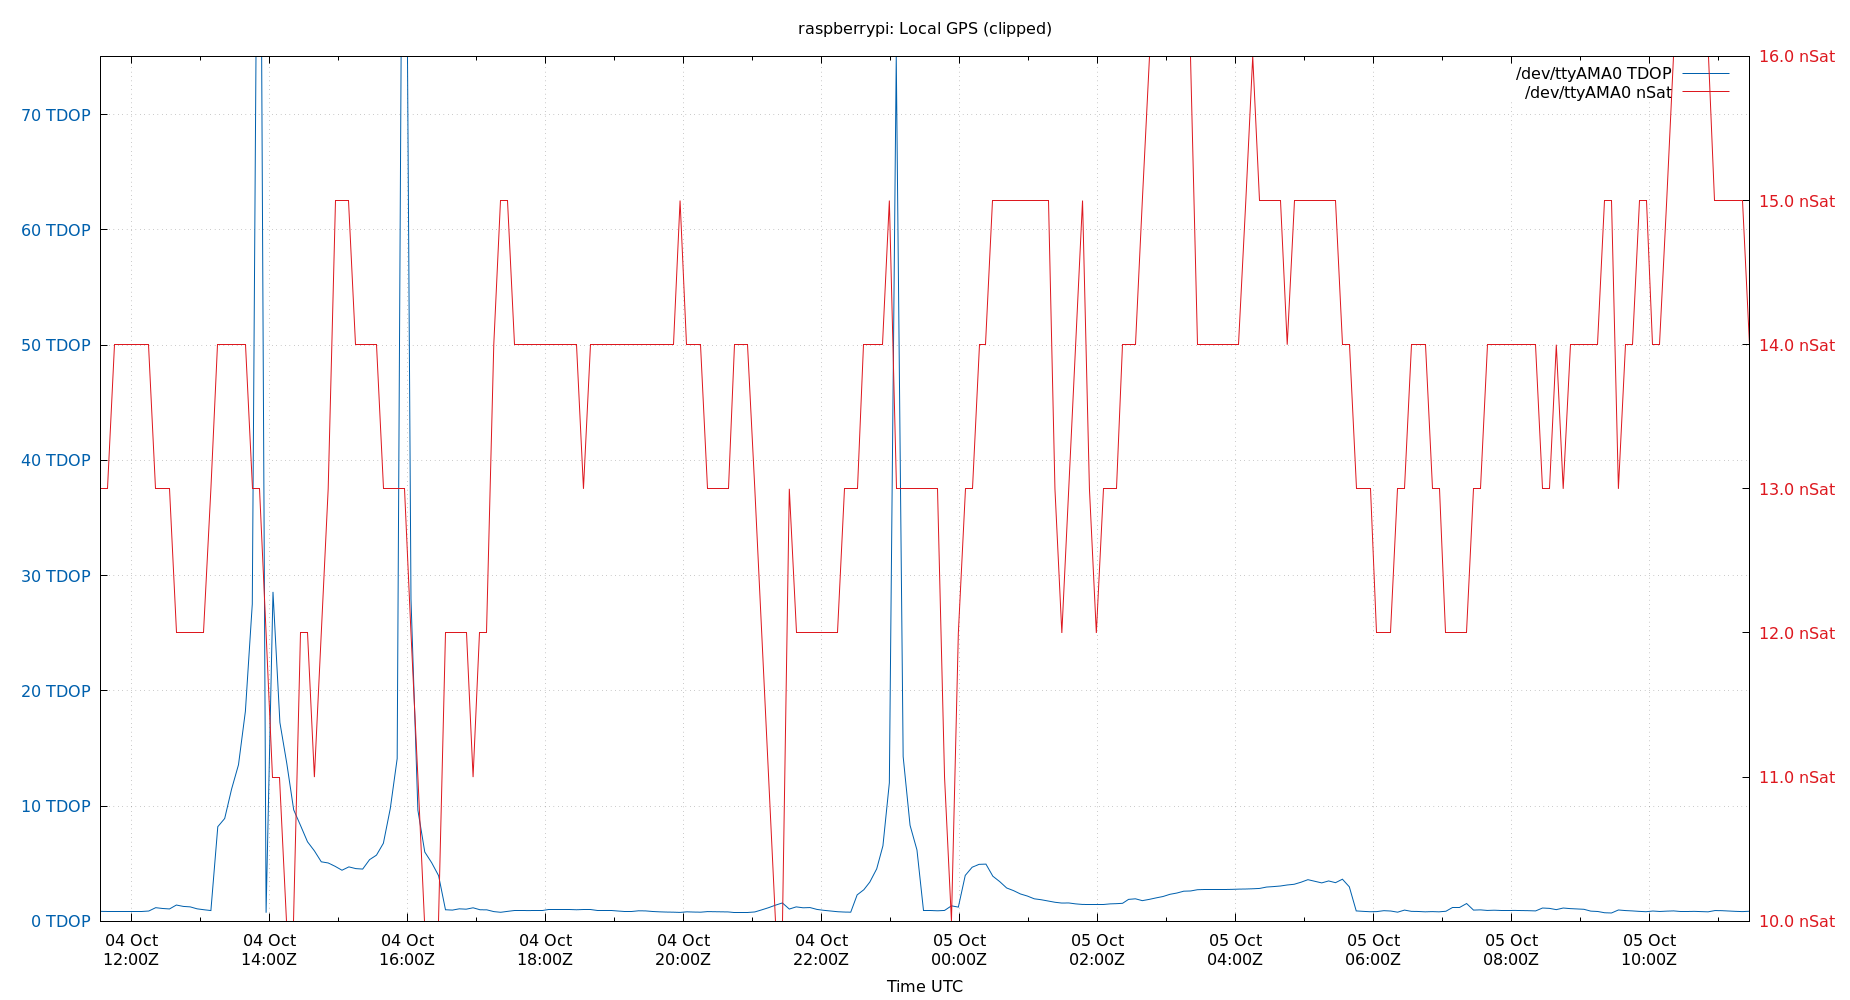 raspberrypi: Local GPS (clipped)
16.0 nSat
/dev/ttyAMA0 TDOP
/dev/ttyAMA0 nSat
70 TDOP
15.0 nSat
60 TDOP
50 TDOP
14.0 nSat
40 TDOP
13.0 nSat
30 TDOP
12.0 nSat
20 TDOP
11.0 nSat
10 TDOP
0 TDOP
10.0 nSat
04 Oct 04 Oct 04 Oct 04 Oct 04 Oct 04 Oct 05 Oct 05 Oct 05 Oct 05 Oct 05 Oct 05 Oct
12:00Z 14:00Z 16:00Z 18:00Z 20:00Z 22:00Z 00:00Z 02:00Z 04:00Z 06:00Z 08:00Z 10:00Z
Time UTC